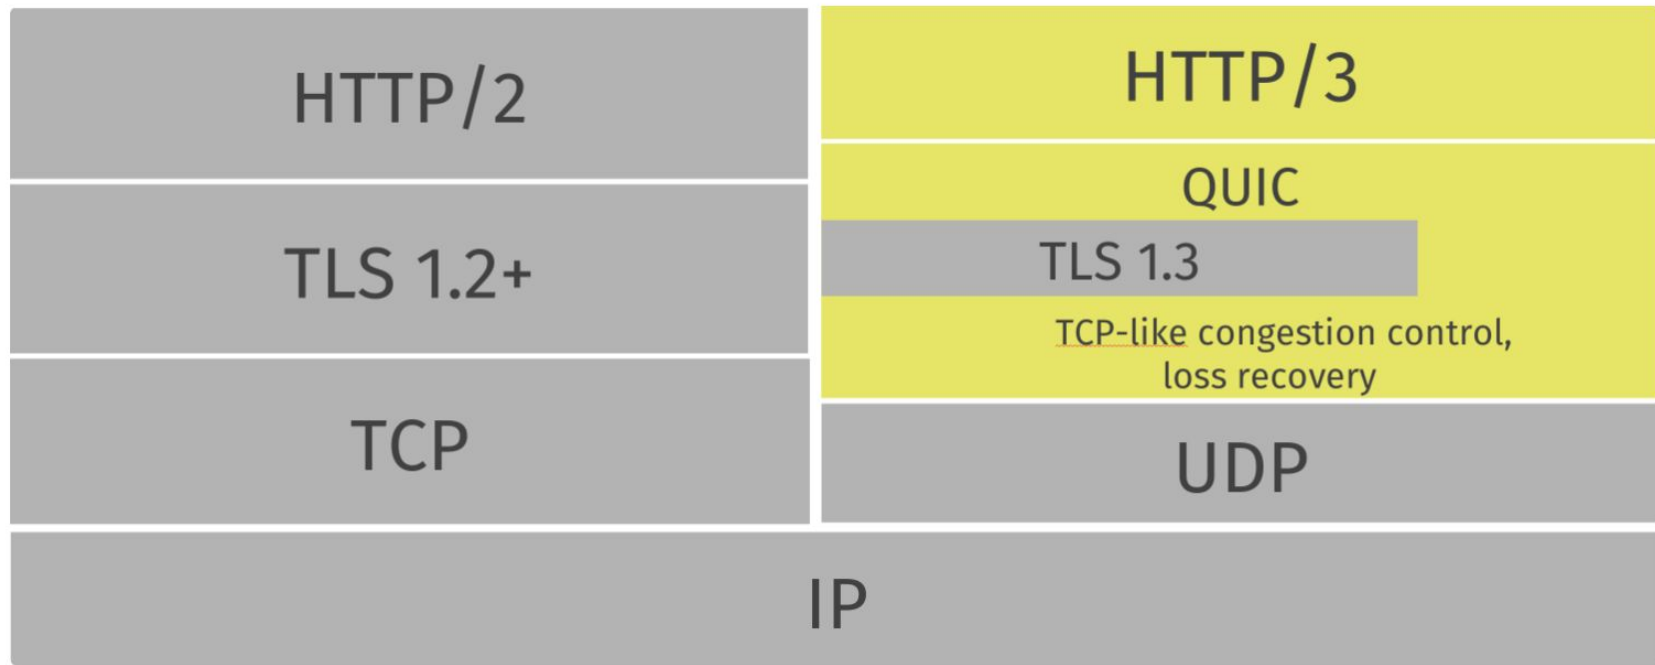 HTTP/2
TLS 1.2+
TCP
HTTP/3
QUIC
TLS 1.3
TCP-like congestion control,
loss recovery
UDP
IP